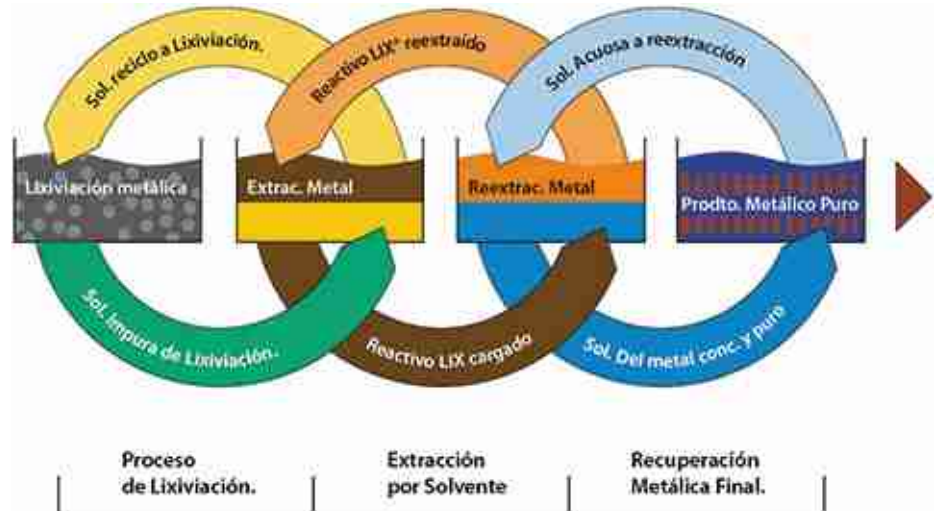 Sol. reciclo a Lixiviación.
Reactivo LIX® reextraído
Sol. Acuosa a reextracción
Lixiviación metálica
Extrac. Metal
Reextrac. Metal
Prodto. Metálico Puro
Sol. Impura de Lixiviación.
Reactivo LIX cargado
Sol. Del metal conc. y puro
Proceso
de Lixiviación.
Extracción
por Solvente
Recuperación
Metálica Final.